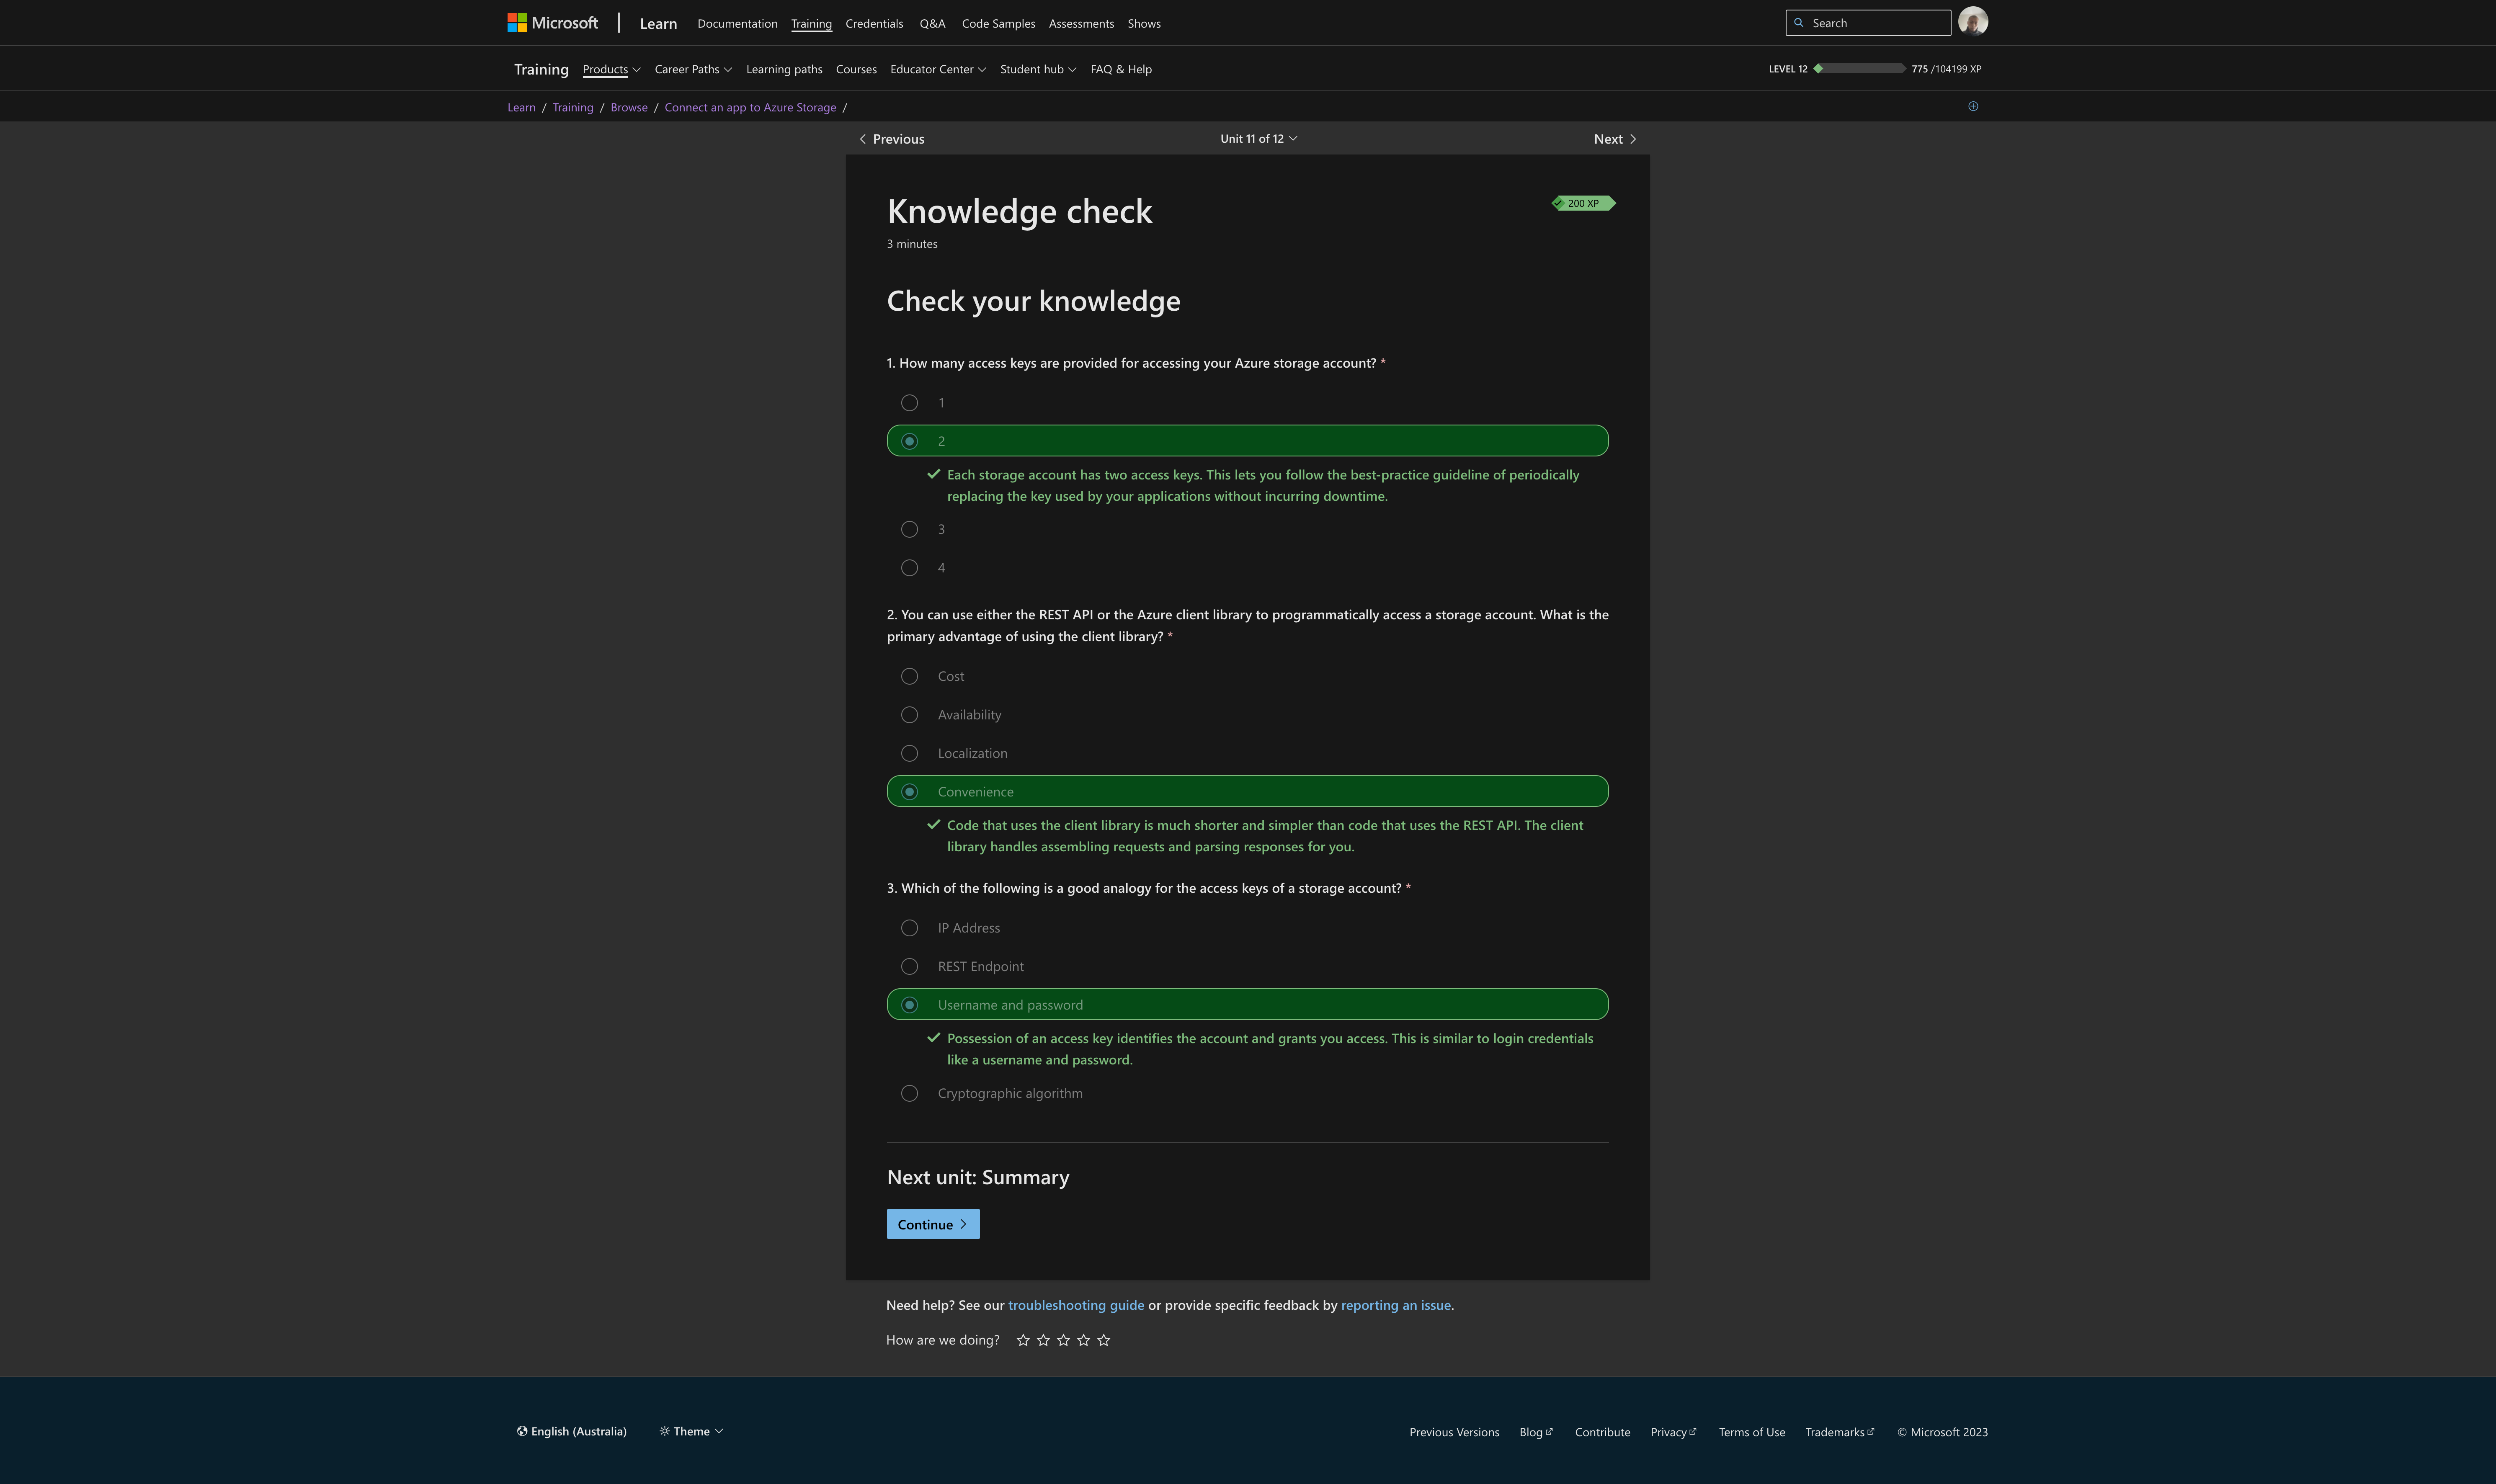 Microsoft Learn Documentation Training Credentials Q&A Code Samples Assessments Shows Search
Training Products Career Paths Learning paths Courses Educator Center Student hub FAQ & Help LEVEL 12 775 /104199 XP
Learn / Training / Browse / Connect an app to Azure Storage /
Previous Unit 11 of 12 Next
Knowledge check
200 XP
3 minutes
Check your knowledge
1. How many access keys are provided for accessing your Azure storage account? *
1
2
Each storage account has two access keys. This lets you follow the best-practice guideline of periodically
replacing the key used by your applications without incurring downtime.
3
4
2. You can use either the REST API or the Azure client library to programmatically access a storage account. What is the
primary advantage of using the client library? *
Cost
Availability
Localization
Convenience
Code that uses the client library is much shorter and simpler than code that uses the REST API. The client
library handles assembling requests and parsing responses for you.
3. Which of the following is a good analogy for the access keys of a storage account? *
IP Address
REST Endpoint
Username and password
Possession of an access key identifies the account and grants you access. This is similar to login credentials
like a username and password.
Cryptographic algorithm
Next unit: Summary
Continue
Need help? See our troubleshooting guide or provide specific feedback by reporting an issue.
How are we doing?
English (Australia) Theme Previous Versions Blog Contribute Privacy Terms of Use Trademarks © Microsoft 2023